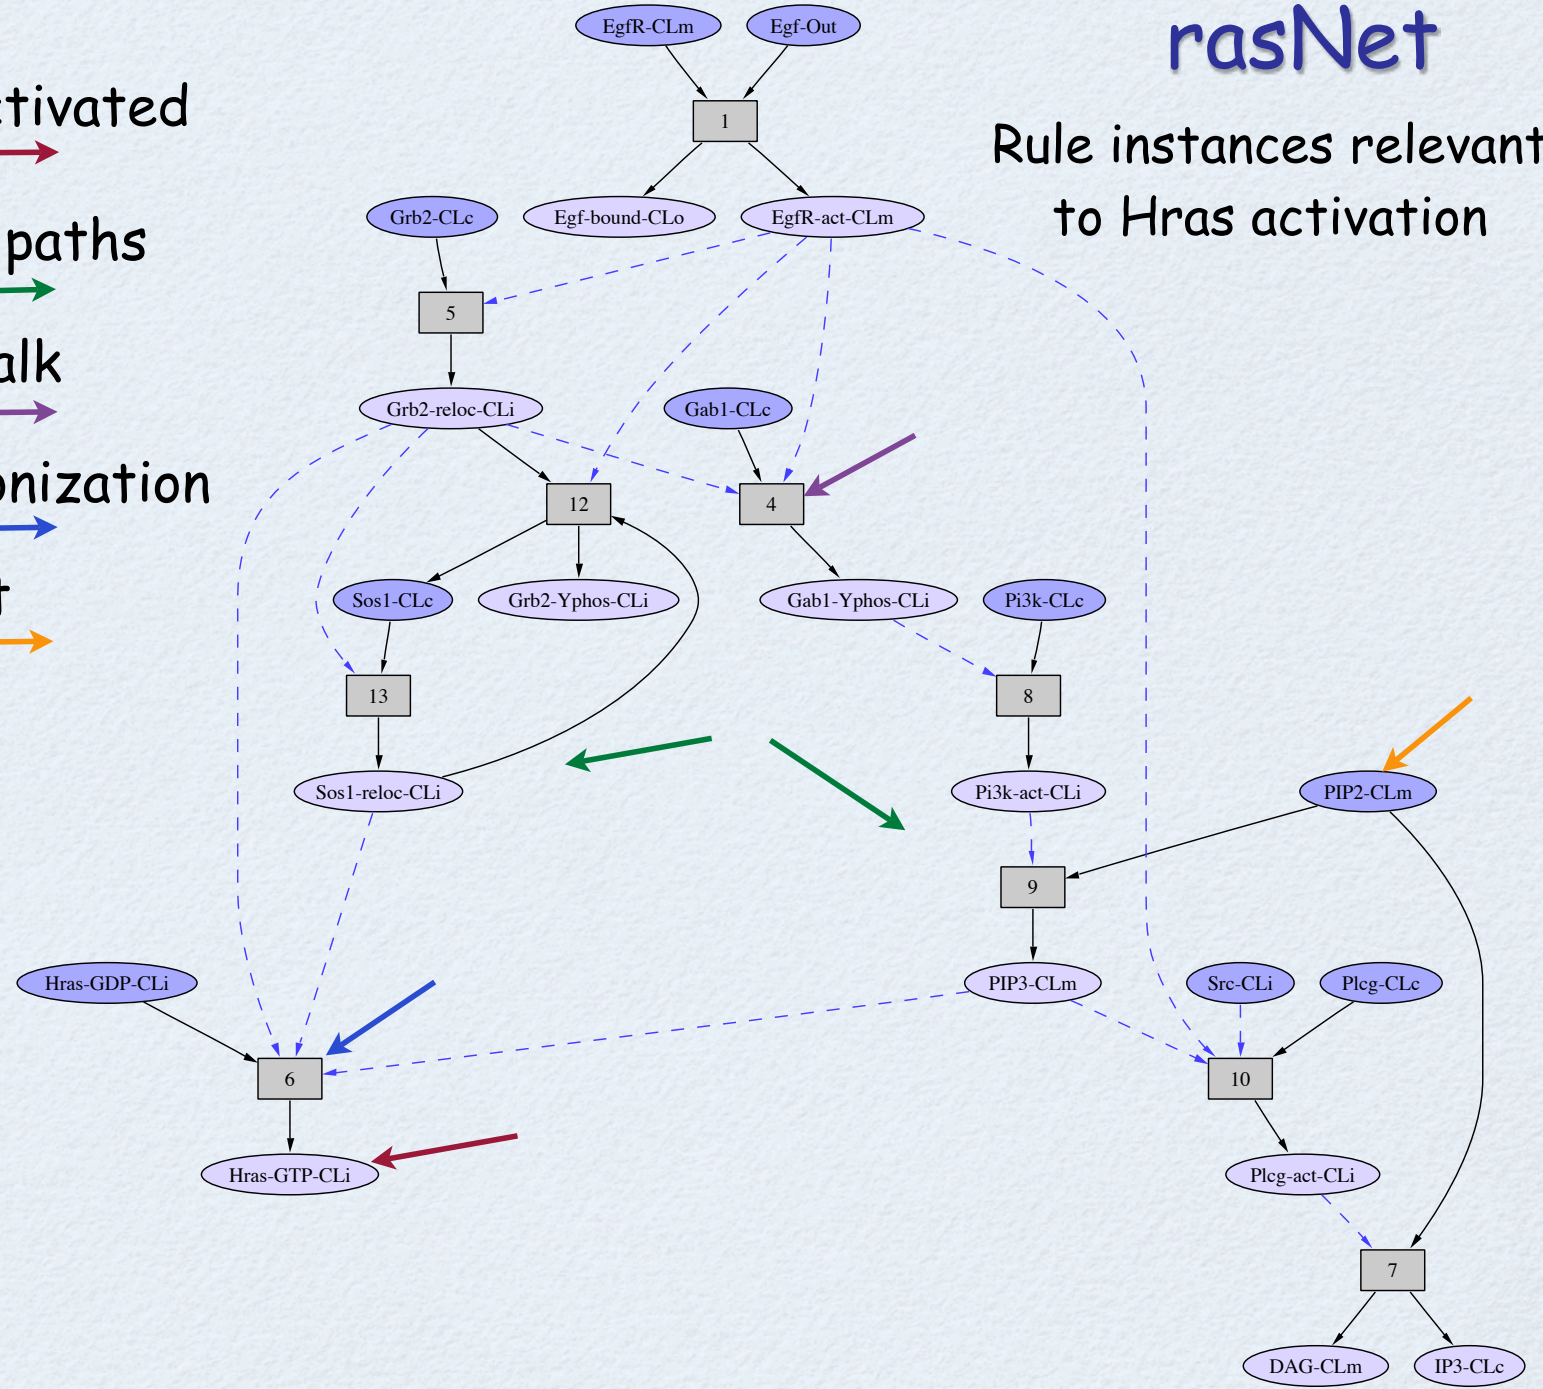 rasNet
Rule instances relevant
to Hras activation
ctivated
paths
alk
onization
t
EgfR-CLm
Egf-Out
1
Grb2-CLc
Egf-bound-CLo
EgfR-act-CLm
5
Grb2-reloc-CLi
Gab1-CLc
12
4
Sos1-CLc
Grb2-Yphos-CLi
Gab1-Yphos-CLi
Pi3k-CLc
13
8
Sos1-reloc-CLi
Pi3k-act-CLi
PIP2-CLm
9
Hras-GDP-CLi
PIP3-CLm
Src-CLi
Plcg-CLc
6
10
Hras-GTP-CLi
Plcg-act-CLi
7
DAG-CLm
IP3-CLc